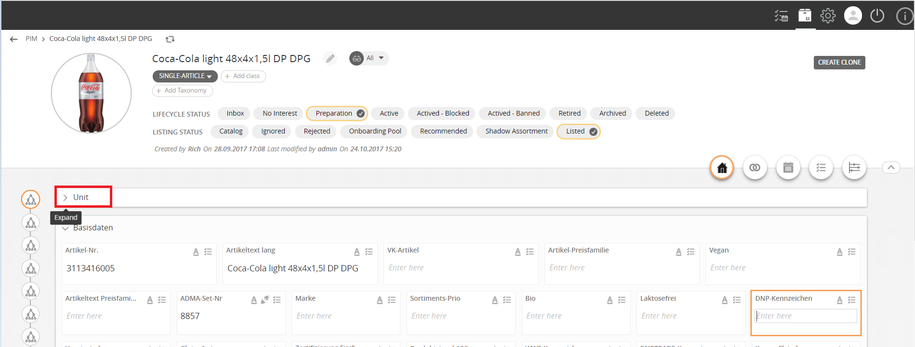 PIM > Coca-Cola light 48x4x1,5l DP DPG
Coca-Cola light 48x4x1,5l DP DPG
All
CREATE CLONE
SINGLE-ARTICLE
+ Add class
+ Add Taxonomy
LIFECYCLE STATUS Inbox No Interest Preparation Active Actived - Blocked Actived - Banned Retired Archived Deleted
LISTING STATUS Catalog Ignored Rejected Onboarding Pool Recommended Shadow Assortment Listed
Created by Rich On 28.09.2017 17:08 Last modified by admin On 24.10.2017 15:20
Unit
Expand
Basisdaten
Artikel-Nr. Artikeltext lang VK-Artikel Artikel-Preisfamilie Vegan
3113416005 Coca-Cola light 48x4x1,5l DP DPG Enter here Enter here Enter here
Artikeltext Preisfami... ADMA-Set-Nr Marke Sortiments-Prio Bio Laktosefrei DNP-Kennzeichen
Enter here 8857 Enter here Enter here Enter here Enter here Enter here